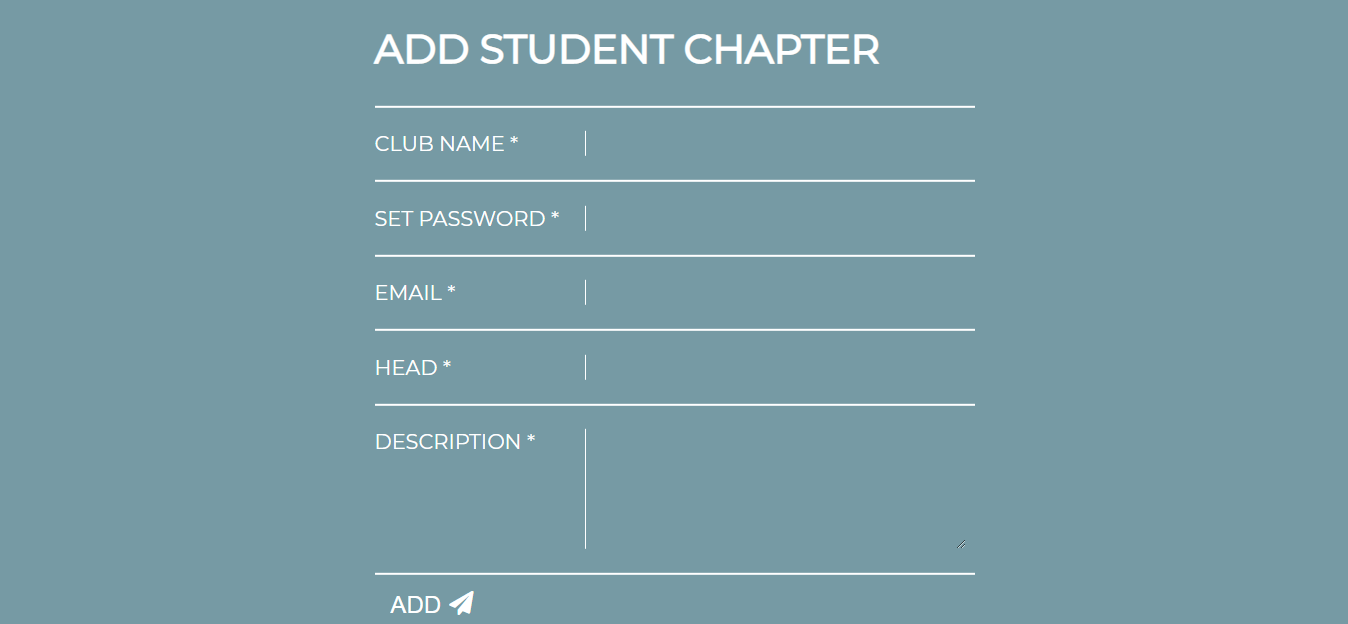 ADD STUDENT CHAPTER
CLUB NAME *
SET PASSWORD *
EMAIL *
HEAD *
DESCRIPTION *
ADD